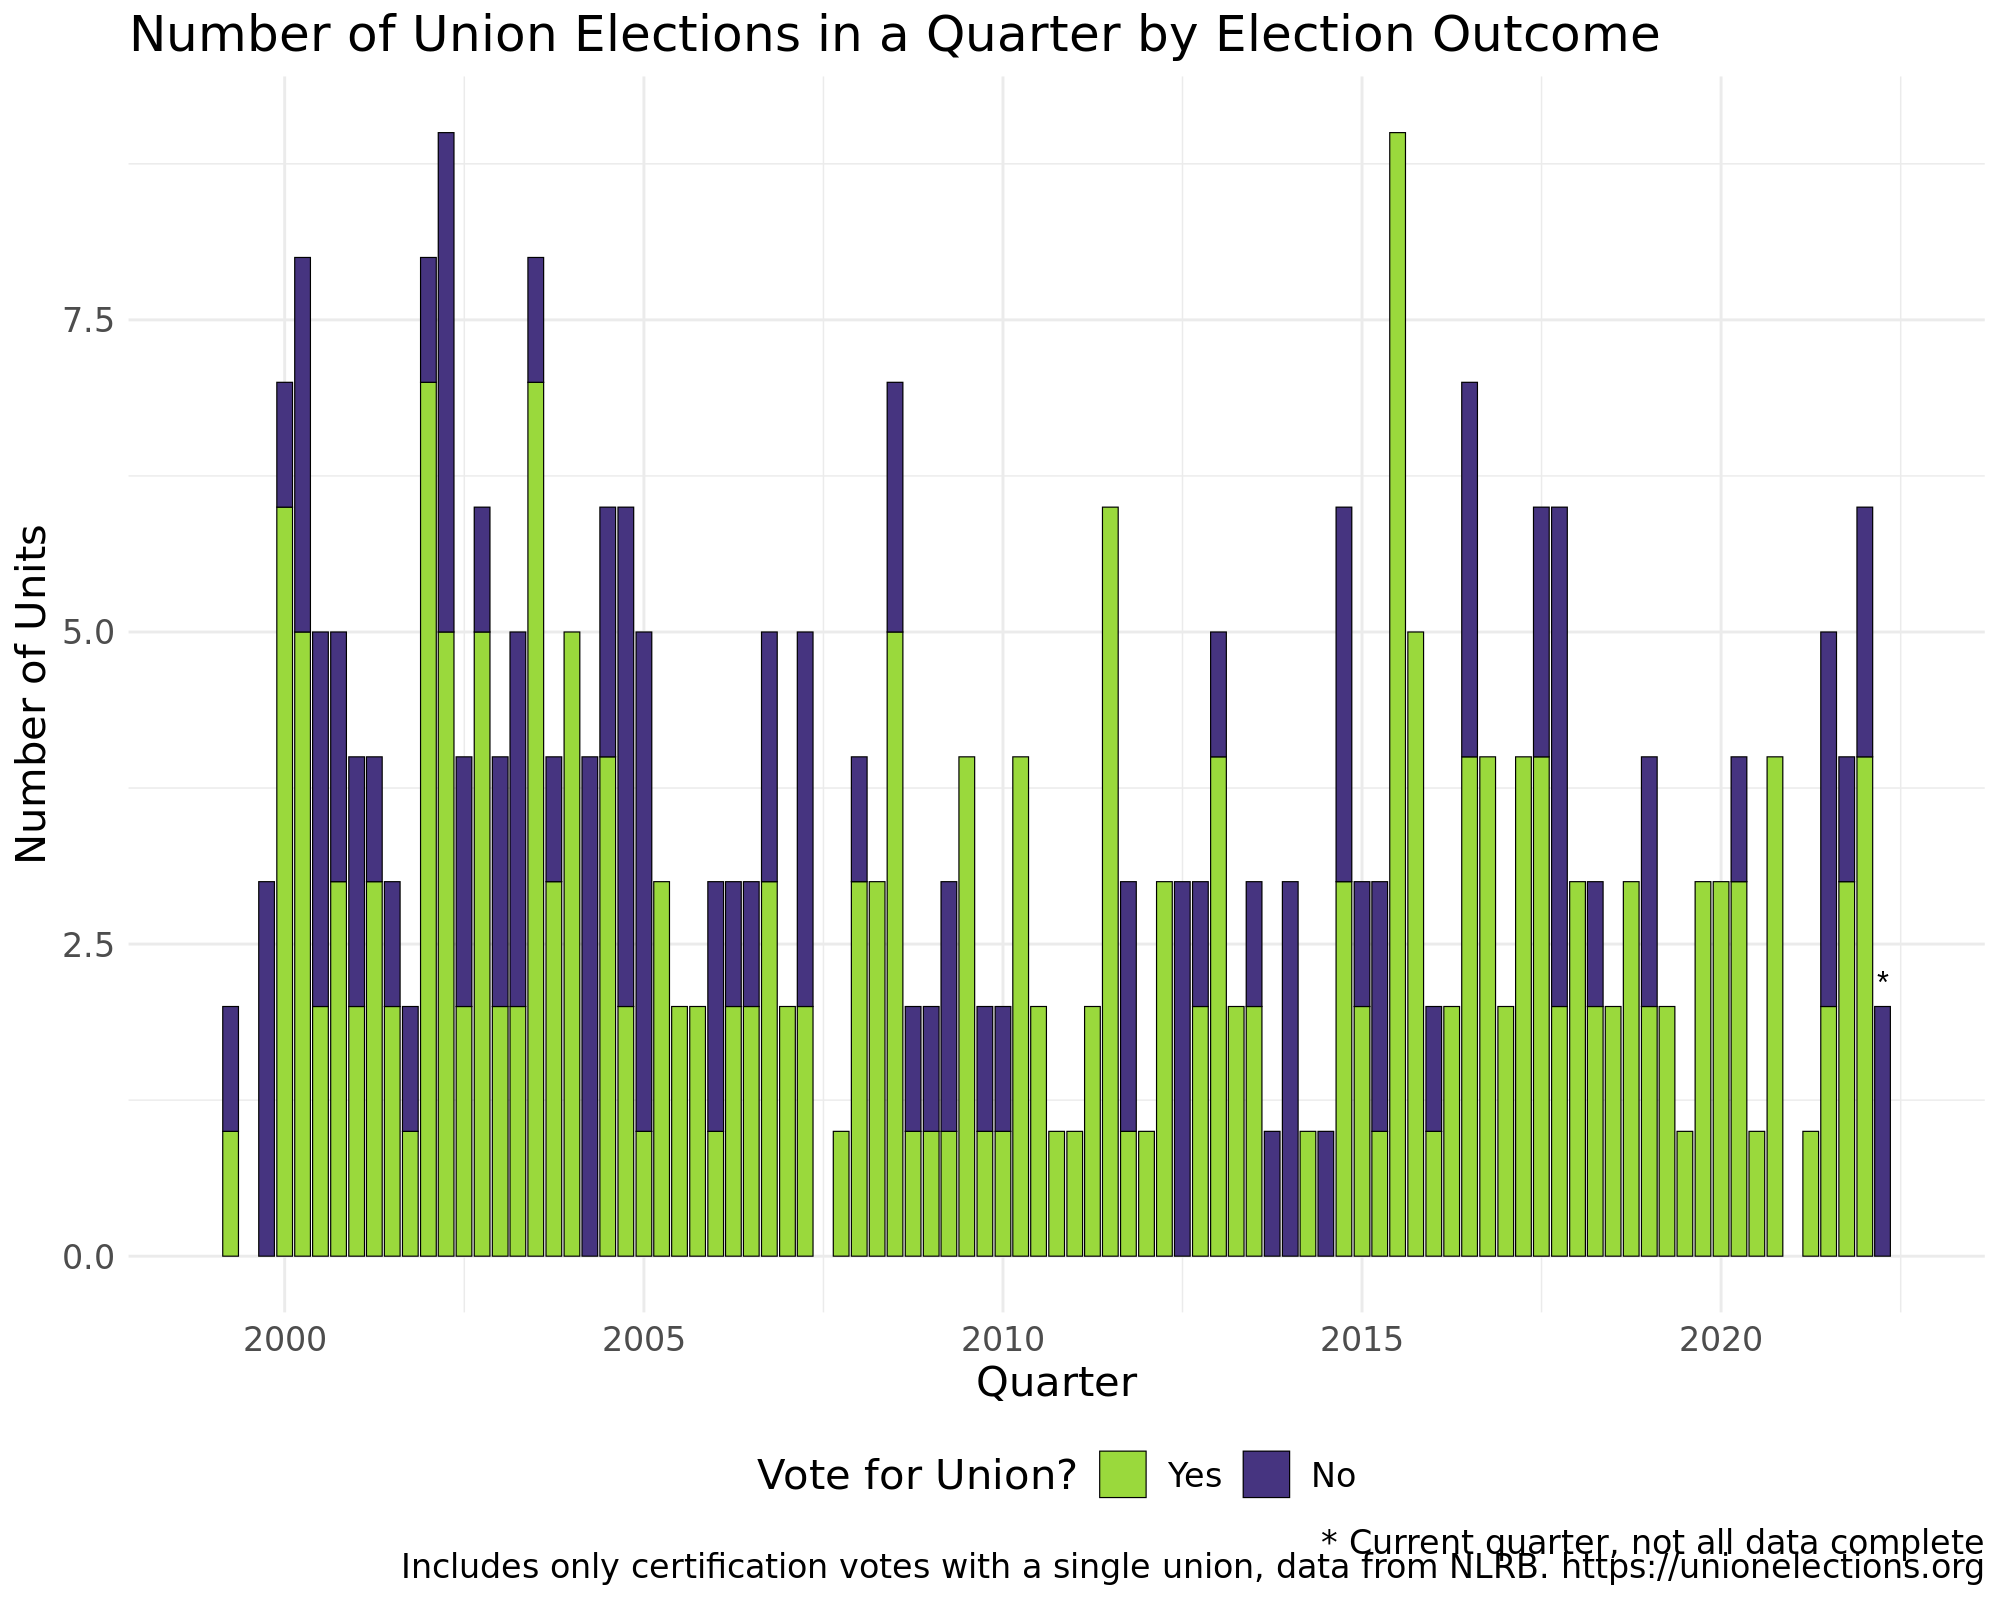 Number of Union Elections in a Quarter by Election Outcome
Number of Units
7.5
5.0
2.5
0.0
*
2000 2005 2010 2015 2020
Quarter
Vote for Union? Yes No
* Current quarter, not all data complete
Includes only certification votes with a single union, data from NLRB. https://unionelections.org